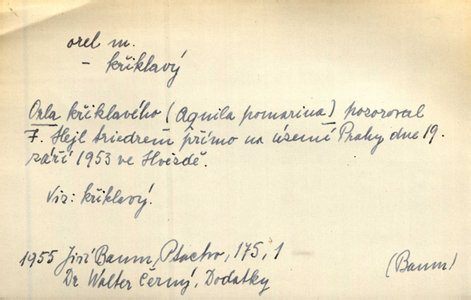 orel m.
- křiklavý
Orla křiklavého (Aquila pomarina) pozoroval
F. Hejl triedrem přímo na území Prahy dne 19.
září 1953 ve Hvězdě.
Viz: křiklavý.
1955 Jiří Baum, Ptactvo, 175, 1
Dr Walter Černý, Dodatky
(Baum)